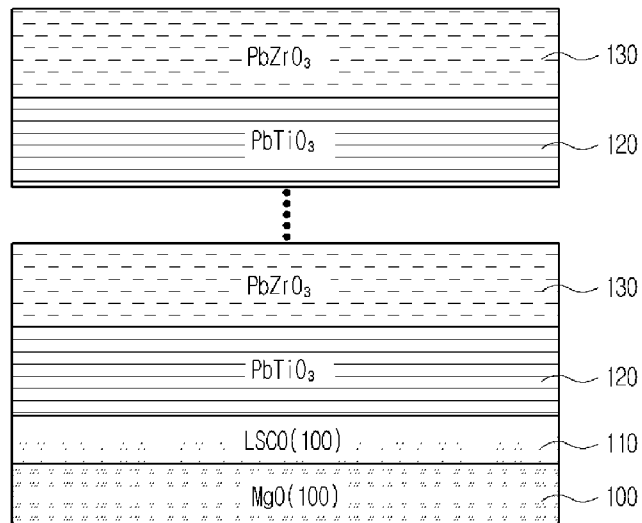 PbZrO₃ 130
PbTiO₃ 120
PbZrO₃ 130
PbTiO₃ 120
LSCO(100) 110
MgO(100) 100